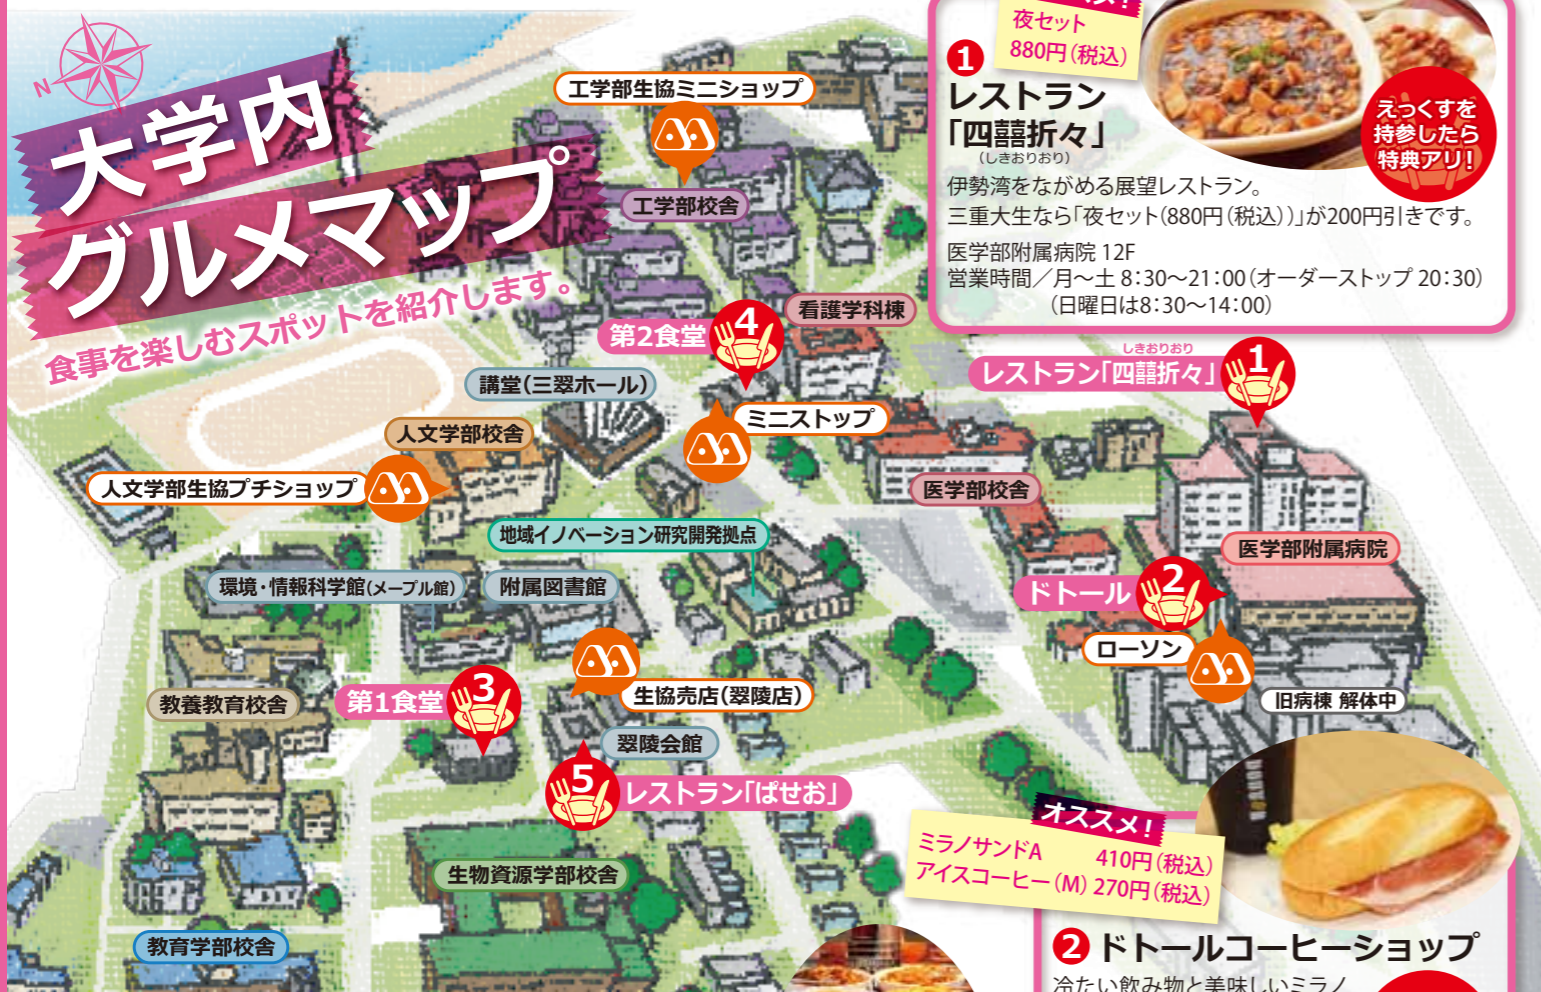 N
大学内
グルメマップ
食事を楽しむスポットを紹介します。
夜セット
880円(税込)
1
レストラン
「四囍折々」
(しきおりおり)
えっくすを
持参したら
特典アリ!
伊勢湾をながめる展望レストラン。
三重大生なら「夜セット(880円(税込))」が200円引きです。
医学部附属病院 12F
営業時間/月~土 8:30~21:00(オーダーストップ 20:30)
(日曜日は8:30~14:00)
工学部生協ミニショップ
工学部校舎
看護学科棟
第2食堂
4
しきおりおり
レストラン「四囍折々」
1
講堂(三翠ホール)
ミニストップ
人文学部校舎
人文学部生協プチショップ
医学部校舎
地域イノベーション研究開発拠点
医学部附属病院
環境・情報科学館(メープル館)
附属図書館
ドトール
2
ローソン
生協売店(翠陵店)
旧病棟 解体中
教養教育校舎
第1食堂
3
翠陵会館
5
レストラン「ぱせお」
生物資源学部校舎
教育学部校舎
オススメ!
ミラノサンドA 410円(税込)
アイスコーヒー(M) 270円(税込)
2 ドトールコーヒーショップ
冷たい飲み物と美味しいミラノ